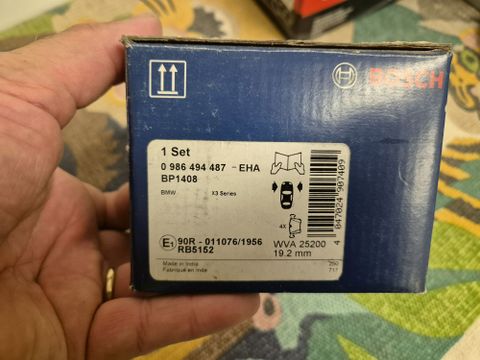 BOSCH
1 Set
0 986 494 487 - EHA
BP1408
BMW X3 Series
4X
E1 90R - 011076/1956
RB5152
WVA 25200
19.2 mm
Made in India
Fabriqué en Inde
4 047024 907409